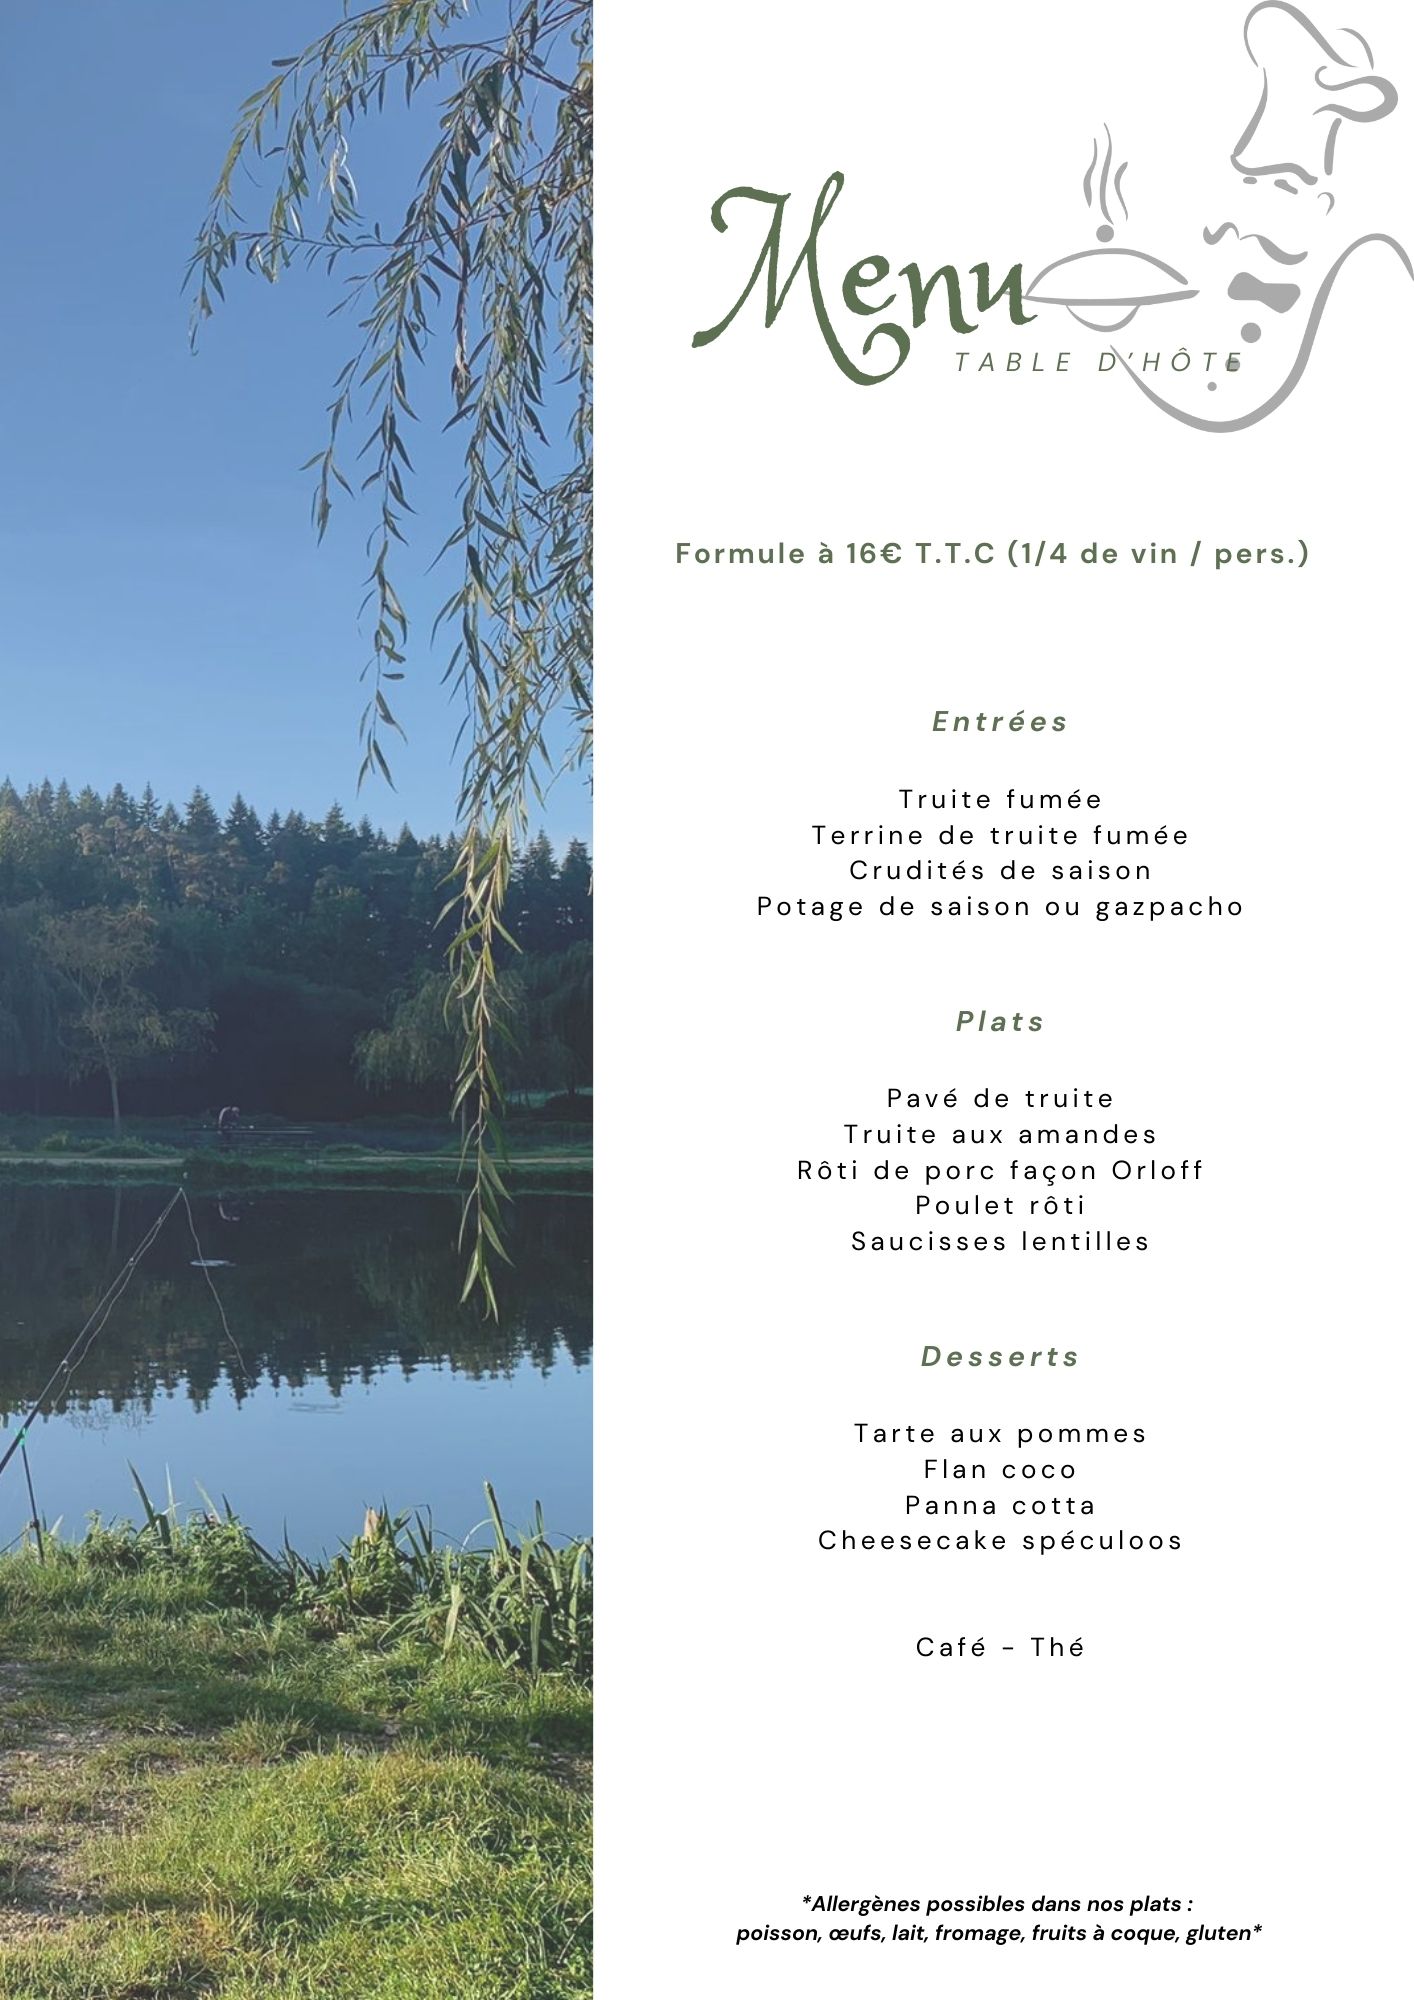 Menu
TABLE D'HÔTE
Formule à 16€ T.T.C (1/4 de vin / pers.)
Entrées
Truite fumée
Terrine de truite fumée
Crudités de saison
Potage de saison ou gazpacho
Plats
Pavé de truite
Truite aux amandes
Rôti de porc façon Orloff
Poulet rôti
Saucisses lentilles
Desserts
Tarte aux pommes
Flan coco
Panna cotta
Cheesecake spéculoos
Café - Thé
*Allergènes possibles dans nos plats :
poisson, œufs, lait, fromage, fruits à coque, gluten*